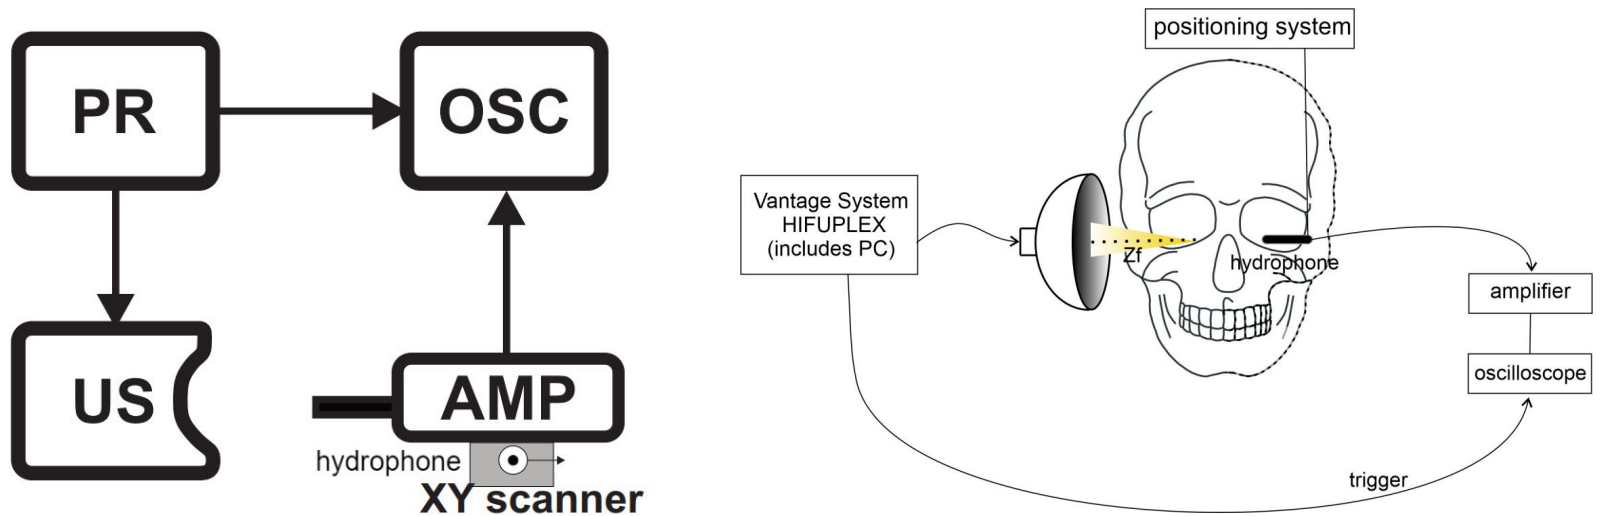 PR
OSC
US
AMP
hydrophone
XY scanner
positioning system
Vantage System
HIFUPLEX
(includes PC)
Zf
hydrophone
amplifier
oscilloscope
trigger